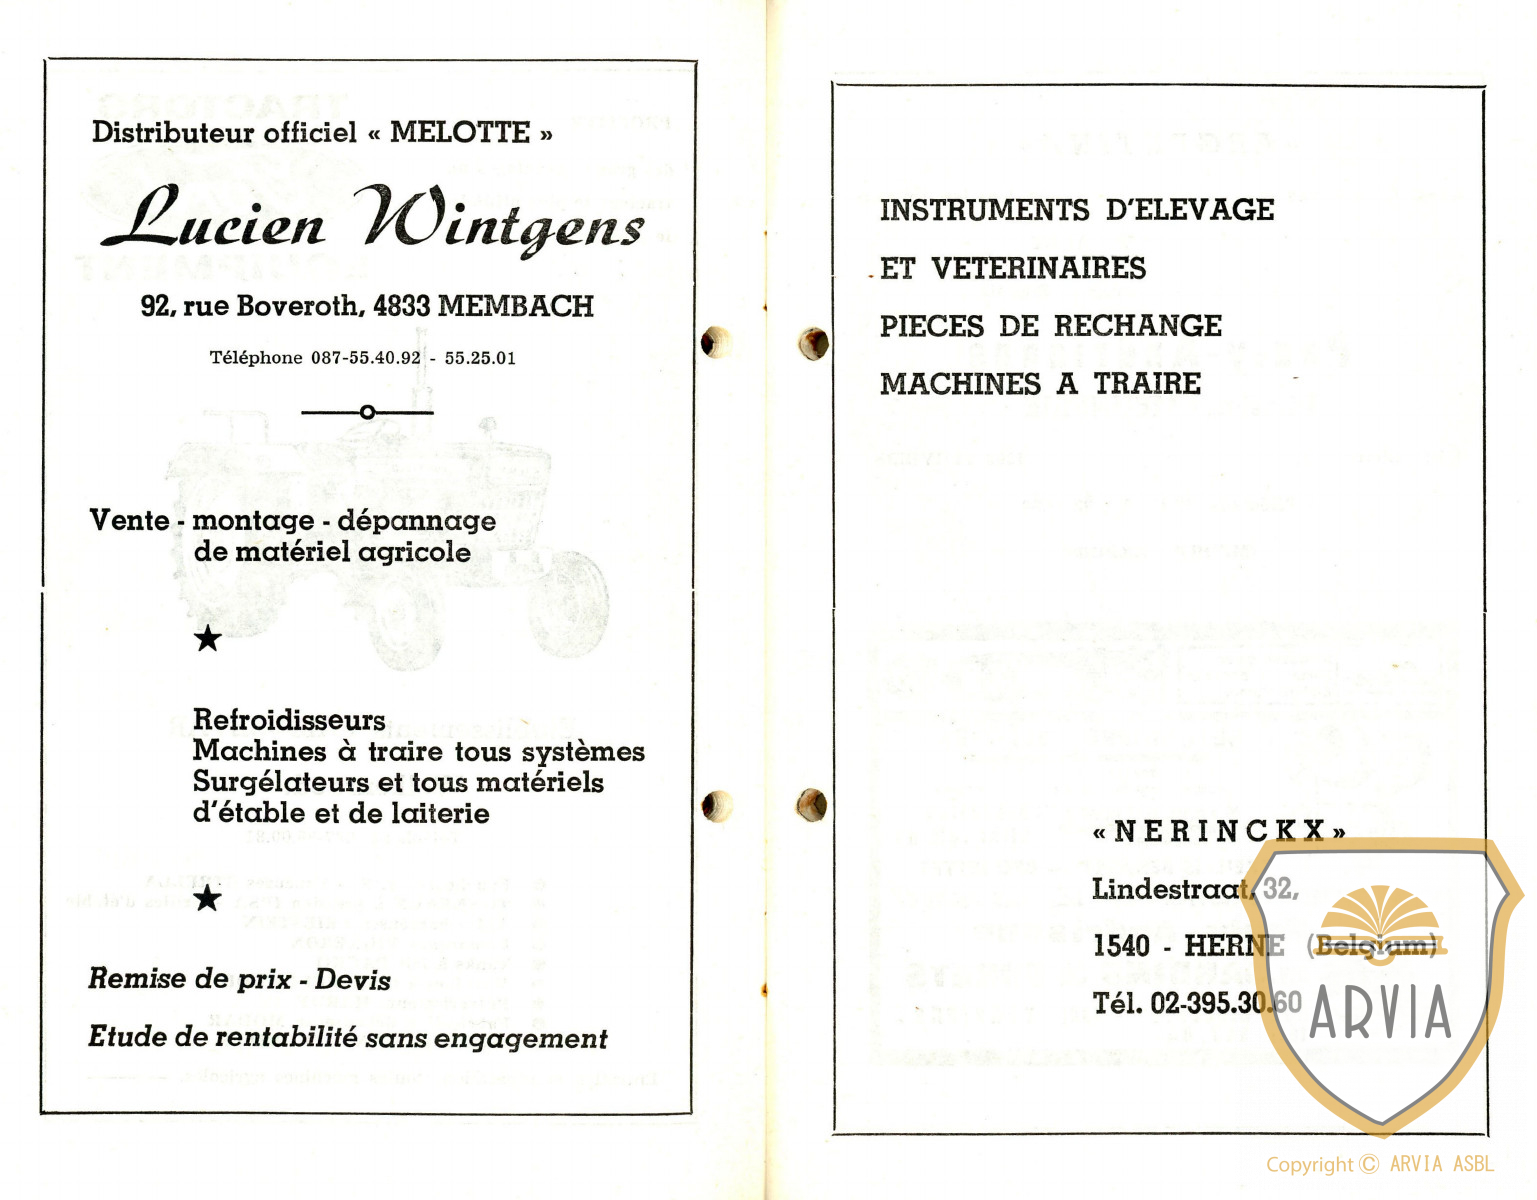 Distributeur officiel « MELOTTE »
Lucien Wintgens
92, rue Boveroth, 4833 MEMBACH
Téléphone 087-55.40.92 - 55.25.01
Vente - montage - dépannage
de matériel agricole
★
Refroidisseurs
Machines à traire tous systèmes
Surgélateurs et tous matériels
d'étable et de laiterie
★
Remise de prix - Devis
Etude de rentabilité sans engagement
INSTRUMENTS D'ELEVAGE
ET VETERINAIRES
PIECES DE RECHANGE
MACHINES A TRAIRE
« NERINCKX »
Lindestraat, 32,
1540 - HERNE (Belgium)
Tél. 02-395.30.60
ARVIA
Copyright © ARVIA ASBL